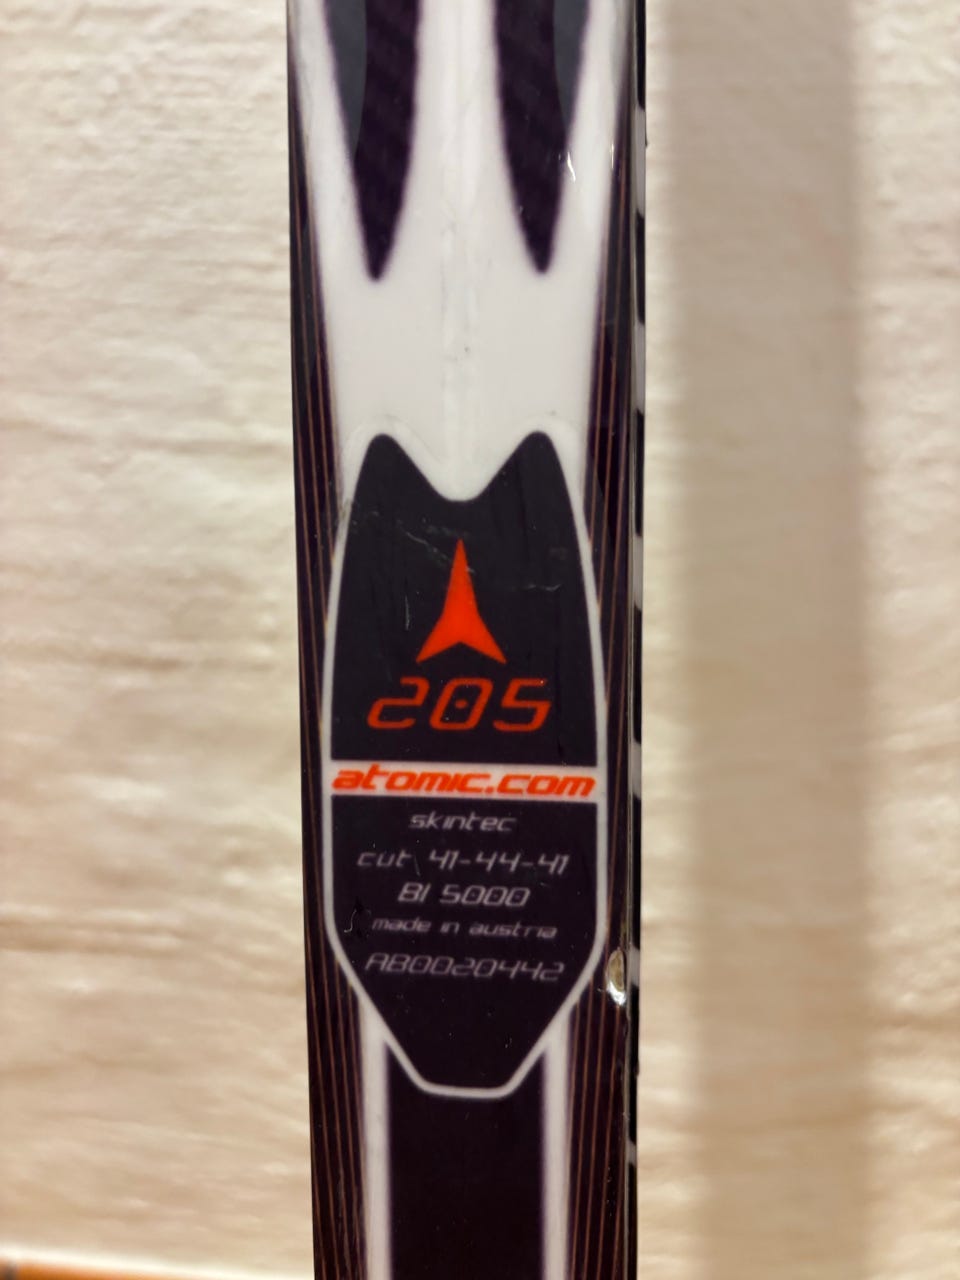 205
atomic.com
skintec
cut 41-44-41
BI 5000
made in austria
AB0020442